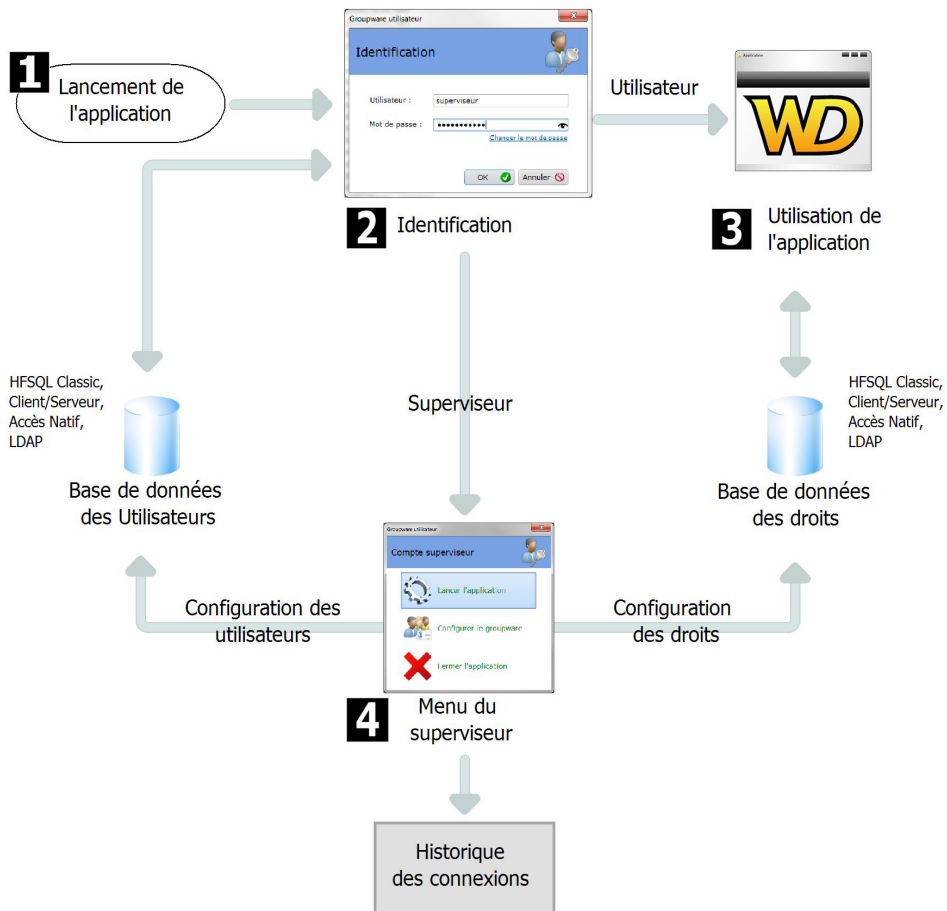 1
Lancement de
l'application
Groupware utilisateur
Identification
Utilisateur :
superviseur
Mot de passe :
Changer le mot de passe
OK
Annuler
2
Identification
Utilisateur
Application
WD
3
Utilisation de
l'application
HFSQL Classic,
Client/Serveur,
Accès Natif,
LDAP
Base de données
des Utilisateurs
Superviseur
HFSQL Classic,
Client/Serveur,
Accès Natif,
LDAP
Base de données
des droits
Configuration des
utilisateurs
Groupware utilisateur
Compte superviseur
Lancer l'application
Configurer le groupware
Fermer l'application
Configuration
des droits
4
Menu du
superviseur
Historique
des connexions